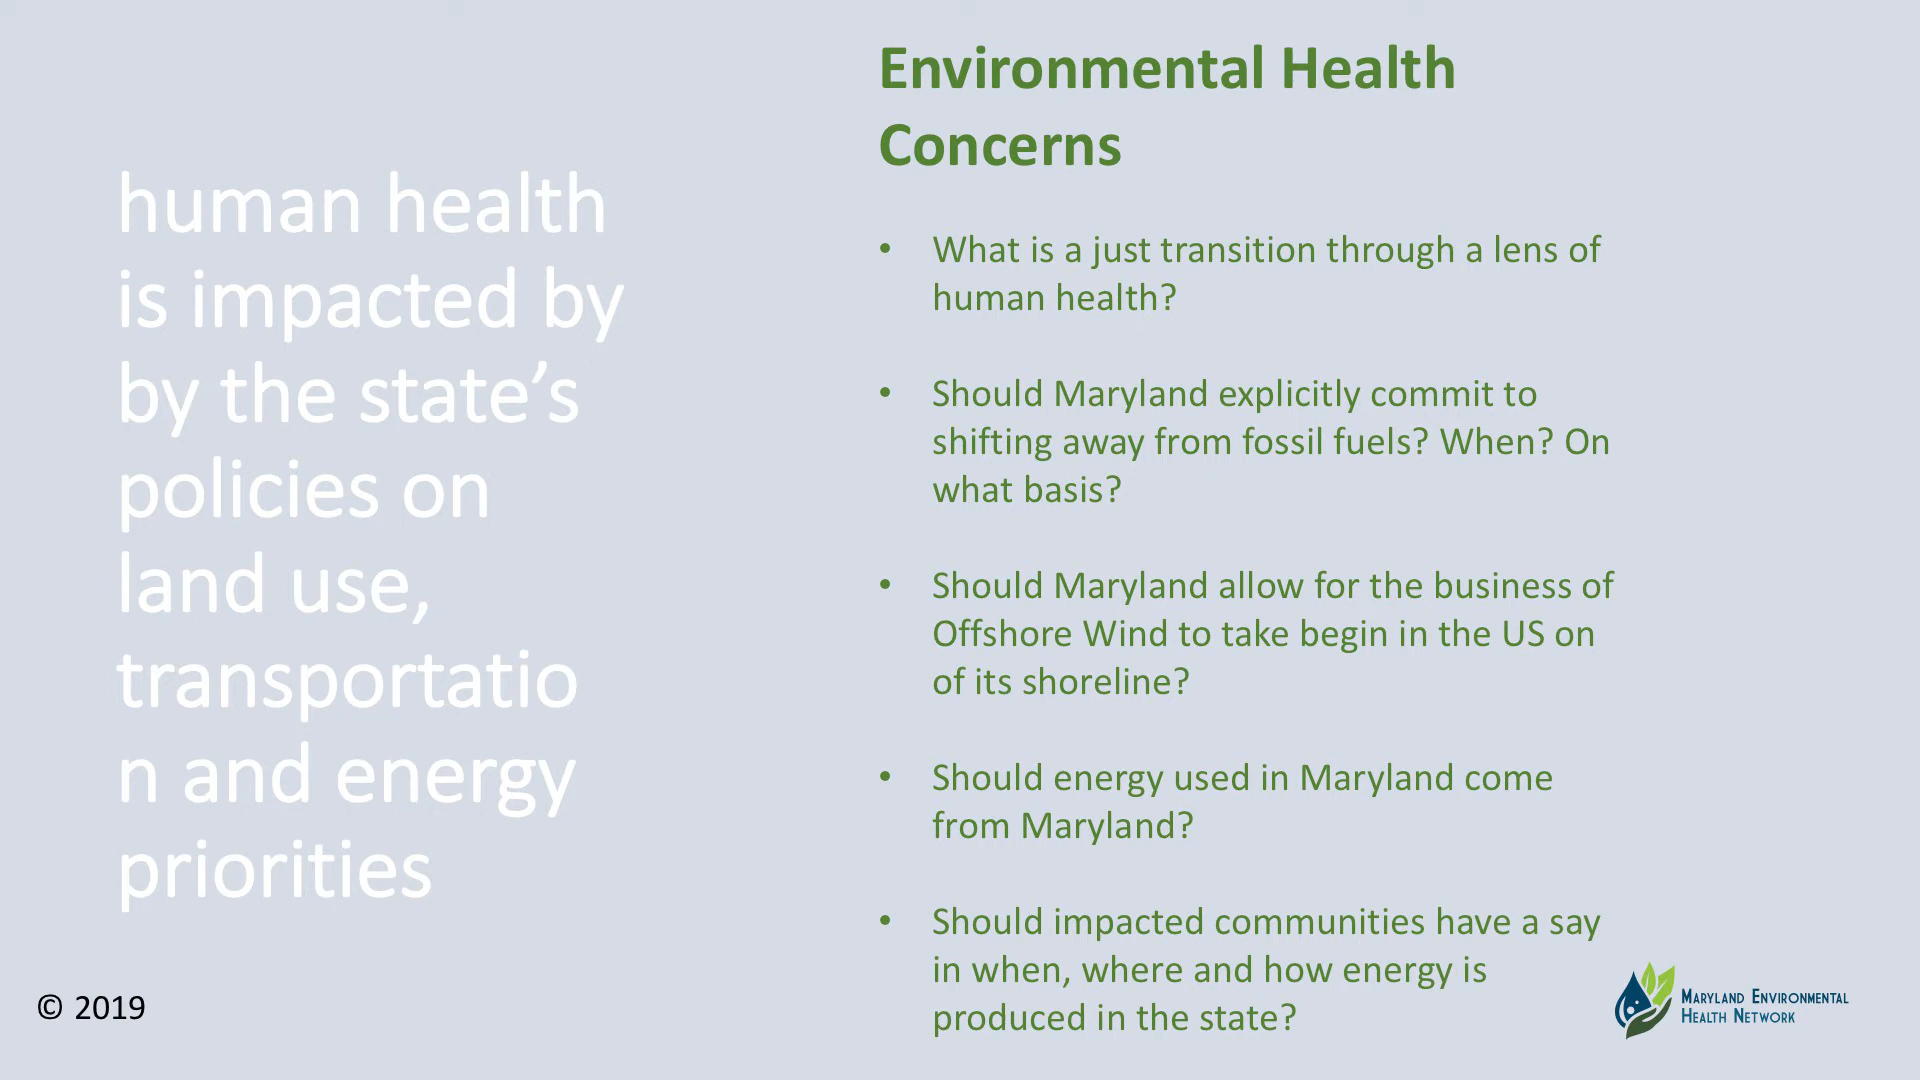 human health
is impacted by
by the state’s
policies on
land use,
transportatio
n and energy
priorities
© 2019
Environmental Health
Concerns
• What is a just transition through a lens of
human health?
• Should Maryland explicitly commit to
shifting away from fossil fuels? When? On
what basis?
• Should Maryland allow for the business of
Offshore Wind to take begin in the US on
of its shoreline?
• Should energy used in Maryland come
from Maryland?
• Should impacted communities have a say
in when, where and how energy is
produced in the state?
MARYLAND ENVIRONMENTAL
HEALTH NETWORK